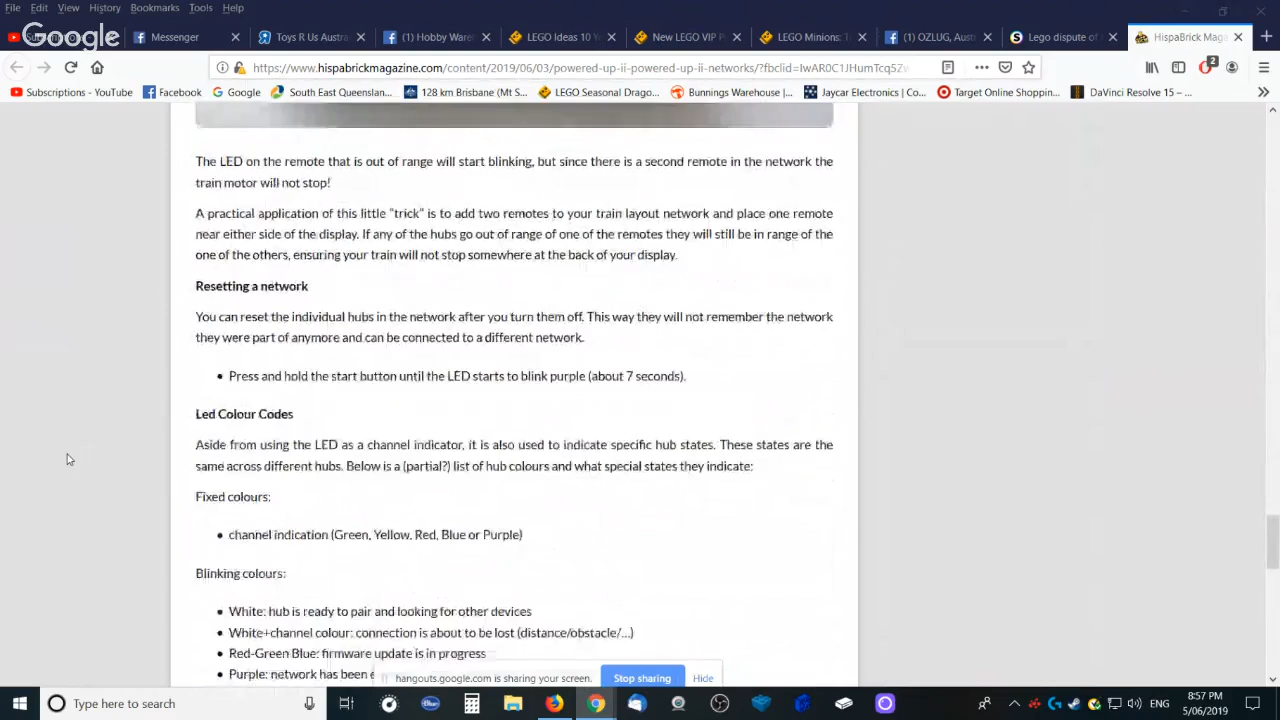 File Edit View History Bookmarks Tools Help
Google
Messenger
Toys R Us Austra
(1) Hobby Ware
LEGO Ideas 10 Y
New LEGO VIP P
LEGO Minions: T
(1) OZLUG, Aust
Lego dispute of
HispaBrick Maga
https://www.hispabrickmagazine.com/content/2019/06/03/powered-up-ii-powered-up-ii-networks/?fbclid=IwAR0C1JHumTcq5Zw
2
Subscriptions - YouTube
Facebook
Google
South East Queenslan...
128 km Brisbane (Mt S...
LEGO Seasonal Drago...
Bunnings Warehouse |...
Jaycar Electronics | Co...
Target Online Shoppin...
DaVinci Resolve 15 – ...
The LED on the remote that is out of range will start blinking, but since there is a second remote in the network the
train motor will not stop!
A practical application of this little "trick" is to add two remotes to your train layout network and place one remote
near either side of the display. If any of the hubs go out of range of one of the remotes they will still be in range of the
one of the others, ensuring your train will not stop somewhere at the back of your display.
Resetting a network
You can reset the individual hubs in the network after you turn them off. This way they will not remember the network
they were part of anymore and can be connected to a different network.
• Press and hold the start button until the LED starts to blink purple (about 7 seconds).
Led Colour Codes
Aside from using the LED as a channel indicator, it is also used to indicate specific hub states. These states are the
same across different hubs. Below is a (partial?) list of hub colours and what special states they indicate:
Fixed colours:
• channel indication (Green, Yellow, Red, Blue or Purple)
Blinking colours:
• White: hub is ready to pair and looking for other devices
• White+channel colour: connection is about to be lost (distance/obstacle/...)
• Red-Green Blue: firmware update is in progress
• Purple: network has been
hangouts.google.com is sharing your screen. Stop sharing Hide
Type here to search
ENG
8:57 PM
5/06/2019